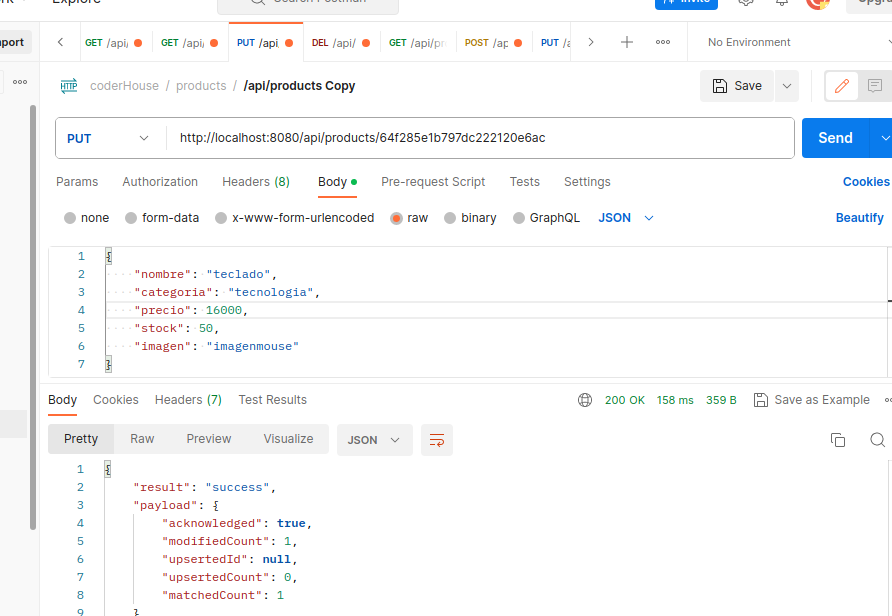 Explore
Search Postman
Invite
port
GET /api/
GET /api/
PUT /api
DEL /api/
GET /api/pr
POST /ap
PUT /a
No Environment
HTTP
coderHouse / products / /api/products Copy
Save
PUT
http://localhost:8080/api/products/64f285e1b797dc222120e6ac
Send
Params
Authorization
Headers (8)
Body
Pre-request Script
Tests
Settings
Cookies
none
form-data
x-www-form-urlencoded
raw
binary
GraphQL
JSON
Beautify
1 {
2 "nombre": "teclado",
3 "categoria": "tecnologia",
4 "precio": 16000,
5 "stock": 50,
6 "imagen": "imagenmouse"
7 }
Body
Cookies
Headers (7)
Test Results
200 OK
158 ms
359 B
Save as Example
Pretty
Raw
Preview
Visualize
JSON
1 {
2 "result": "success",
3 "payload": {
4 "acknowledged": true,
5 "modifiedCount": 1,
6 "upsertedId": null,
7 "upsertedCount": 0,
8 "matchedCount": 1
9 }